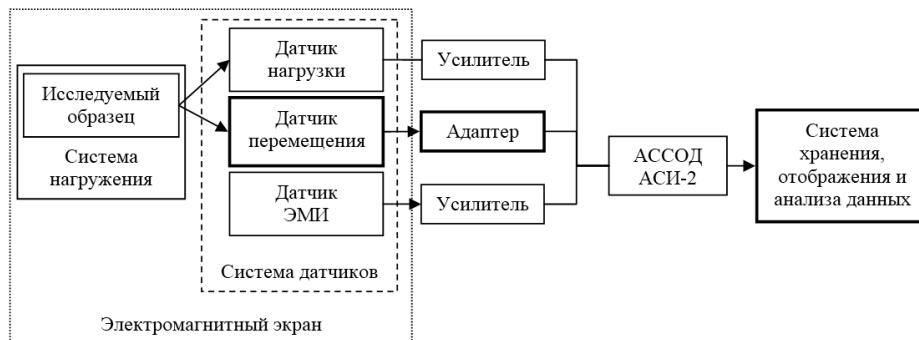 Исследуемый
образец
Система
нагружения
Датчик
нагрузки
Датчик
перемещения
Датчик
ЭМИ
Система датчиков
Электромагнитный экран
Усилитель
Адаптер
Усилитель
АССОД
АСИ-2
Система
хранения,
отображения и
анализа данных